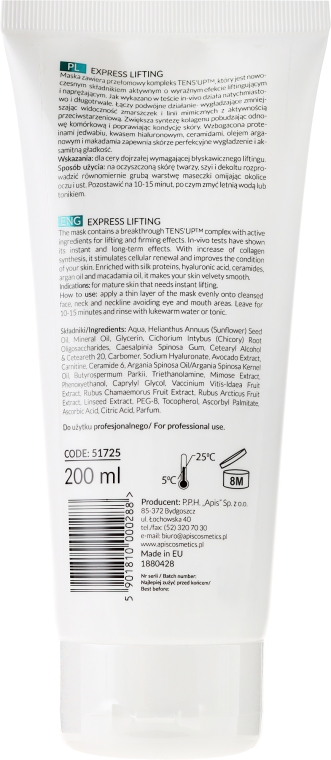 PL EXPRESS LIFTING
Maska zawiera przełomowy kompleks TENS'UP™, który jest nowo-
czesnym składnikiem aktywnym o wyraźnym efekcie liftingującym
i naprężającym. Jak wykazano w teście in-vivo działa natychmiasto-
wo i długotrwale. Łączy podwójne działanie- wygładzające zmniej-
szając widoczność zmarszczek i linii mimicznych z aktywnością
przeciwstarzeniową. Zwiększa syntezę kolagenu pobudzając odno-
wę komórkową i poprawiając kondycję skóry. Wzbogacona prote-
inami jedwabiu, kwasem hialuronowym, ceramidami, olejem arga-
nowym i makadamia zapewnia skórze perfekcyjne wygładzenie i ak-
samitną gładkość.
Wskazania: dla cery dojrzałej wymagającej błyskawicznego liftingu.
Sposób użycia: na oczyszczoną skórę twarzy, szyi i dekoltu rozpro-
wadzić równomiernie grubą warstwę maseczki omijając okolice
oczu i ust. Pozostawić na 10-15 minut, po czym zmyć letnią wodą lub
tonikiem.
ENG EXPRESS LIFTING
The mask contains a breakthrough TENS'UP™ complex with active
ingredients for lifting and firming effects. In-vivo tests have shown
its instant and long-term effects. With increase of collagen
synthesis, it stimulates cellular renewal and improves the condition
of your skin. Enriched with silk proteins, hyaluronic acid, ceramides,
argan oil and macadamia oil, it makes your skin velvety smooth.
Indications: for mature skin that needs instant lifting.
How to use: apply a thin layer of the mask evenly onto cleansed
face, neck and neckline avoiding eye and mouth areas. Leave for
10-15 minutes and rinse with lukewarm water or tonic.
Składniki/Ingredients: Aqua, Helianthus Annuus (Sunflower) Seed
Oil, Mineral Oil, Glycerin, Cichorium Intybus (Chicory) Root
Oligosaccharides, Caesalpinia Spinosa Gum, Cetearyl Alcohol
& Ceteareth 20, Carbomer, Sodium Hyaluronate, Avocado Extract,
Carnitine, Ceramide 6, Argania Spinosa Oil/Argania Spinosa Kernel
Oil, Butyrospermum Parkii, Triethanolamine, Mimose Extract,
Phenoxyethanol, Caprylyl Glycol, Vaccinium Vitis-Idaea Fruit
Extract, Rubus Chamaemorus Fruit Extract, Rubus Arcticus Fruit
Extract, Linseed Extract, PEG-8, Tocopherol, Ascorbyl Palmitate,
Ascorbic Acid, Citric Acid, Parfum.
Do użytku profesjonalnego/ For professional use.
CODE: 51725
200 ml
25°C
5°C
8M
5 901810 000288 >
Producent: P.P.H. „Apis" Sp. z o.o.
85-372 Bydgoszcz
ul. Łochowska 40
tel./fax: (52) 320 70 30
e-mail: biuro@apiscosmetics.pl
www.apiscosmetics.pl
Made in EU
1880428
Nr serii / Batch number:
Najlepiej zużyć przed końcem/
Best before: